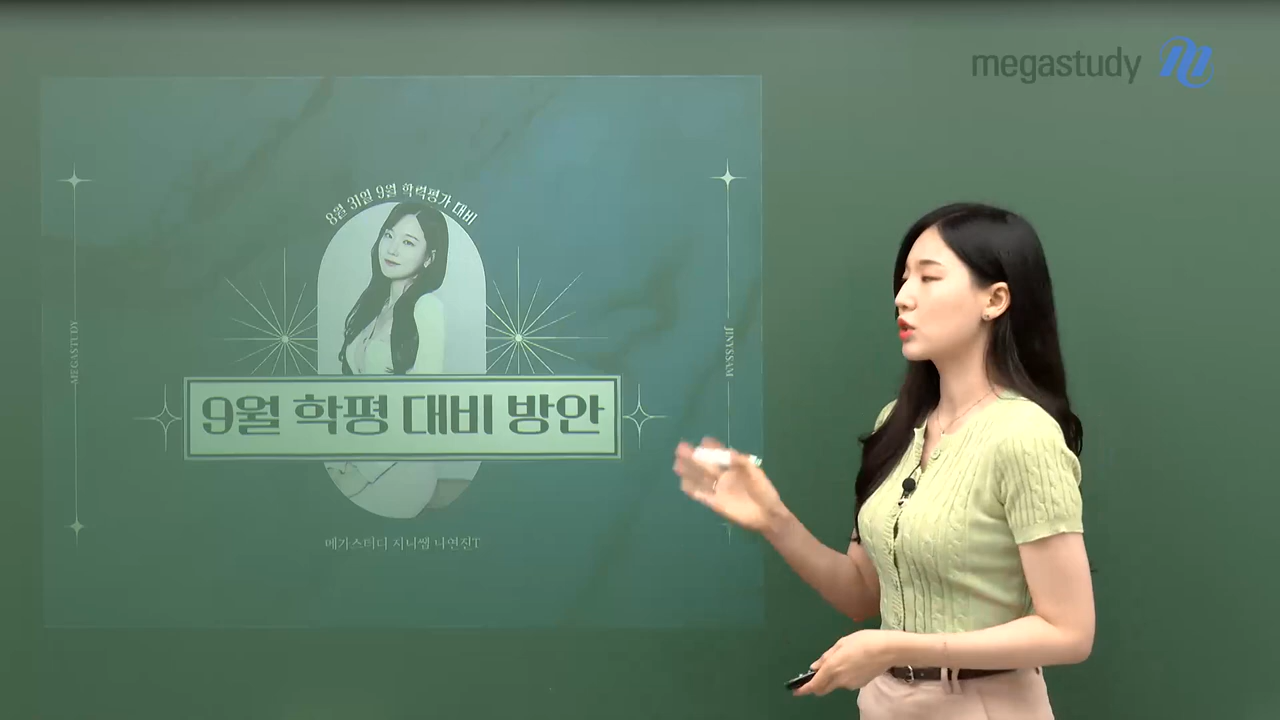 megastudy
8월 31일 9월 학력평가 대비
MEGASTUDY
JINYSSAM
9월 학평 대비 방안
메가스터디 지니쌤 나연진T